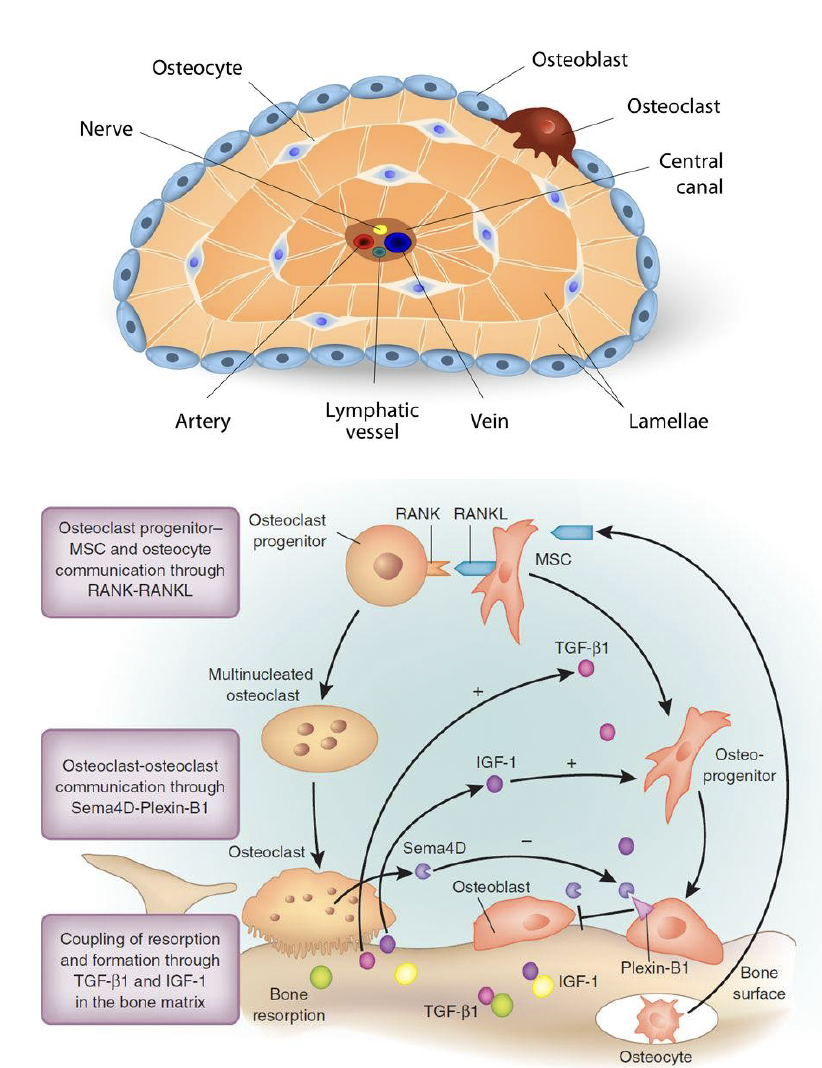 Osteocyte
Osteoblast
Nerve
Osteoclast
Central
canal
Artery
Lymphatic
vessel
Vein
Lamellae
Osteoclast progenitor–
MSC and osteocyte
communication through
RANK-RANKL
Osteoclast
progenitor
RANK
RANKL
MSC
TGF-β1
Multinucleated
osteoclast
+
Osteoclast-osteoclast
communication through
Sema4D-Plexin-B1
IGF-1
+
Osteo-
progenitor
Osteoclast
Sema4D
–
Osteoblast
Coupling of resorption
and formation through
TGF-β1 and IGF-1
in the bone matrix
Bone
resorption
TGF-β1
IGF-1
Plexin-B1
Bone
surface
Osteocyte